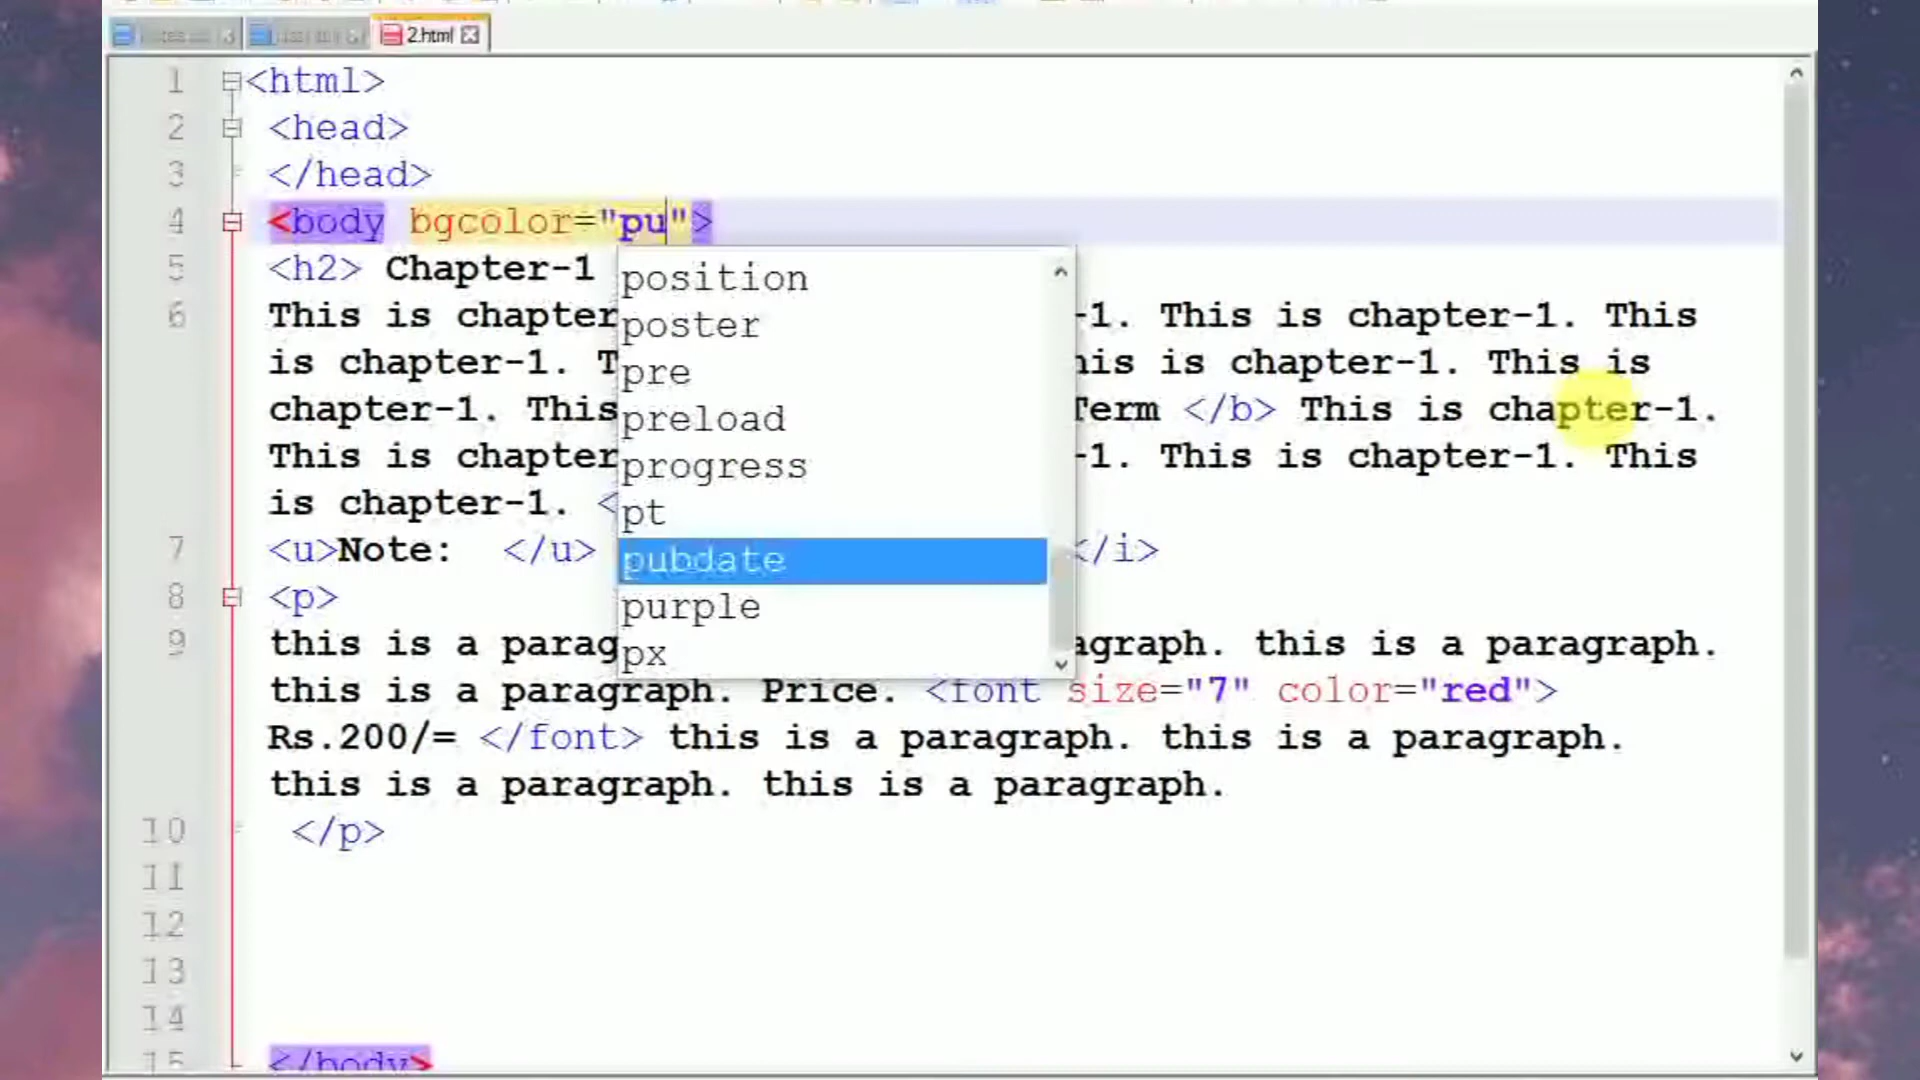 2.html
1 <html>
2 <head>
3 </head>
4 <body bgcolor="pu">
5 <h2> Chapter-1
position
6 This is chapter -1. This is chapter-1. This
poster
is chapter-1. T his is chapter-1. This is
pre
chapter-1. This Term </b> This is chapter-1.
preload
This is chapter -1. This is chapter-1. This
progress
is chapter-1. <
pt
7 <u>Note: </u> </i>
pubdate
8 <p>
purple
9 this is a parag agraph. this is a paragraph.
px
this is a paragraph. Price. <font size="7" color="red">
Rs.200/= </font> this is a paragraph. this is a paragraph.
this is a paragraph. this is a paragraph.
10 </p>
11
12
13
14
15 </body>